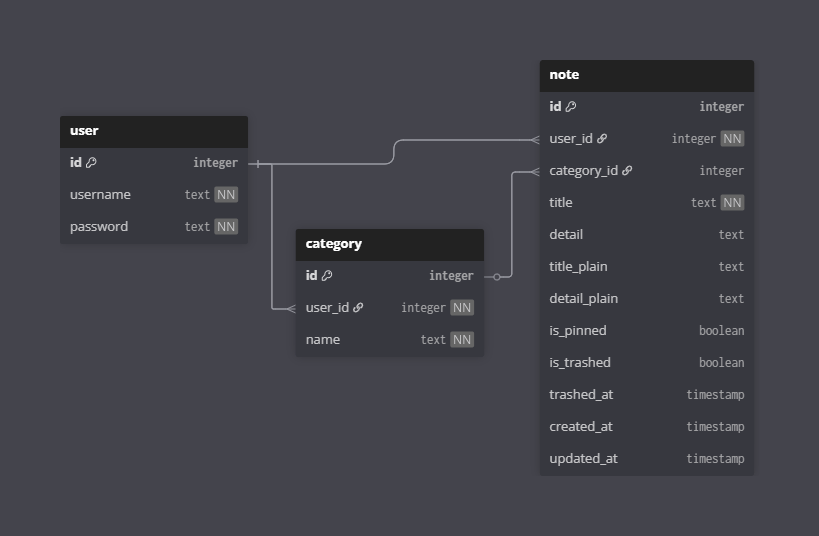 user
id integer
username text NN
password text NN
category
id integer
user_id integer NN
name text NN
note
id integer
user_id integer NN
category_id integer
title text NN
detail text
title_plain text
detail_plain text
is_pinned boolean
is_trashed boolean
trashed_at timestamp
created_at timestamp
updated_at timestamp